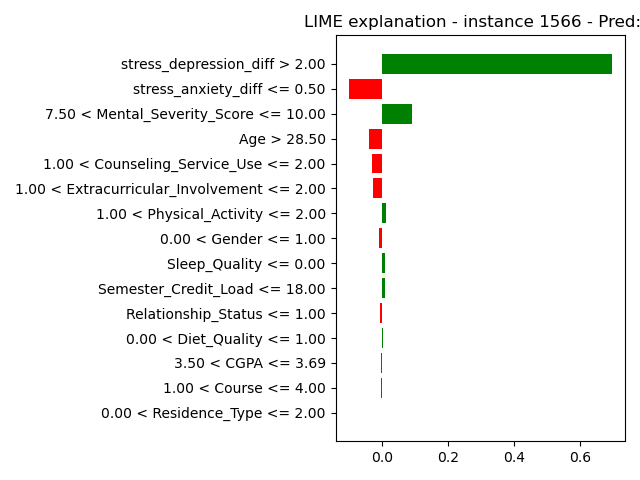 LIME explanation - instance 1566 - Pred:
stress_depression_diff > 2.00
stress_anxiety_diff <= 0.50
7.50 < Mental_Severity_Score <= 10.00
Age > 28.50
1.00 < Counseling_Service_Use <= 2.00
1.00 < Extracurricular_Involvement <= 2.00
1.00 < Physical_Activity <= 2.00
0.00 < Gender <= 1.00
Sleep_Quality <= 0.00
Semester_Credit_Load <= 18.00
Relationship_Status <= 1.00
0.00 < Diet_Quality <= 1.00
3.50 < CGPA <= 3.69
1.00 < Course <= 4.00
0.00 < Residence_Type <= 2.00
0.0 0.2 0.4 0.6